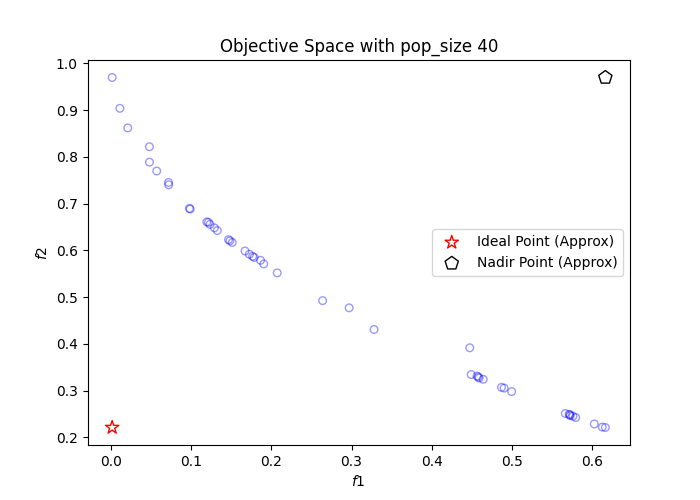 Objective Space with pop_size 40
1.0
0.9
0.8
0.7
0.6
0.5
0.4
0.3
0.2
f2
Ideal Point (Approx)
Nadir Point (Approx)
0.0 0.1 0.2 0.3 0.4 0.5 0.6
f1